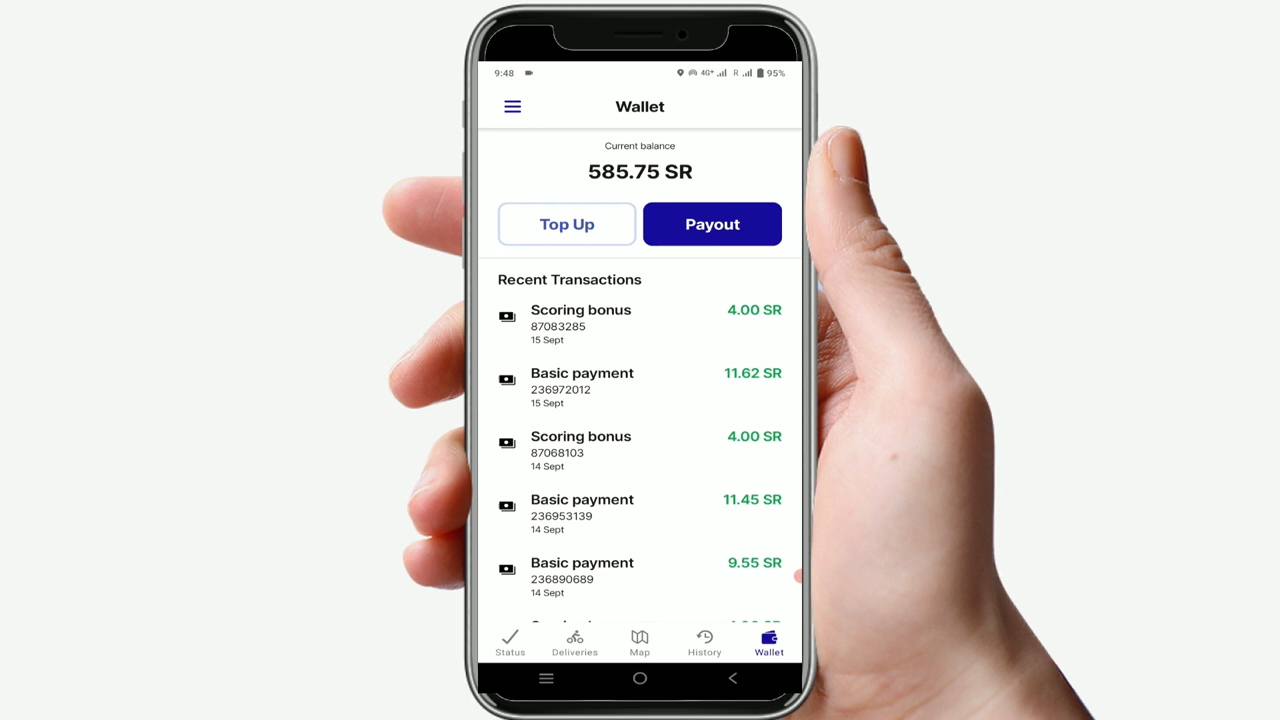 9:48
4G+ R 95%
Wallet
Current balance
585.75 SR
Top Up
Payout
Recent Transactions
Scoring bonus
4.00 SR
87083285
15 Sept
Basic payment
11.62 SR
236972012
15 Sept
Scoring bonus
4.00 SR
87068103
14 Sept
Basic payment
11.45 SR
236953139
14 Sept
Basic payment
9.55 SR
236890689
14 Sept
Status
Deliveries
Map
History
Wallet